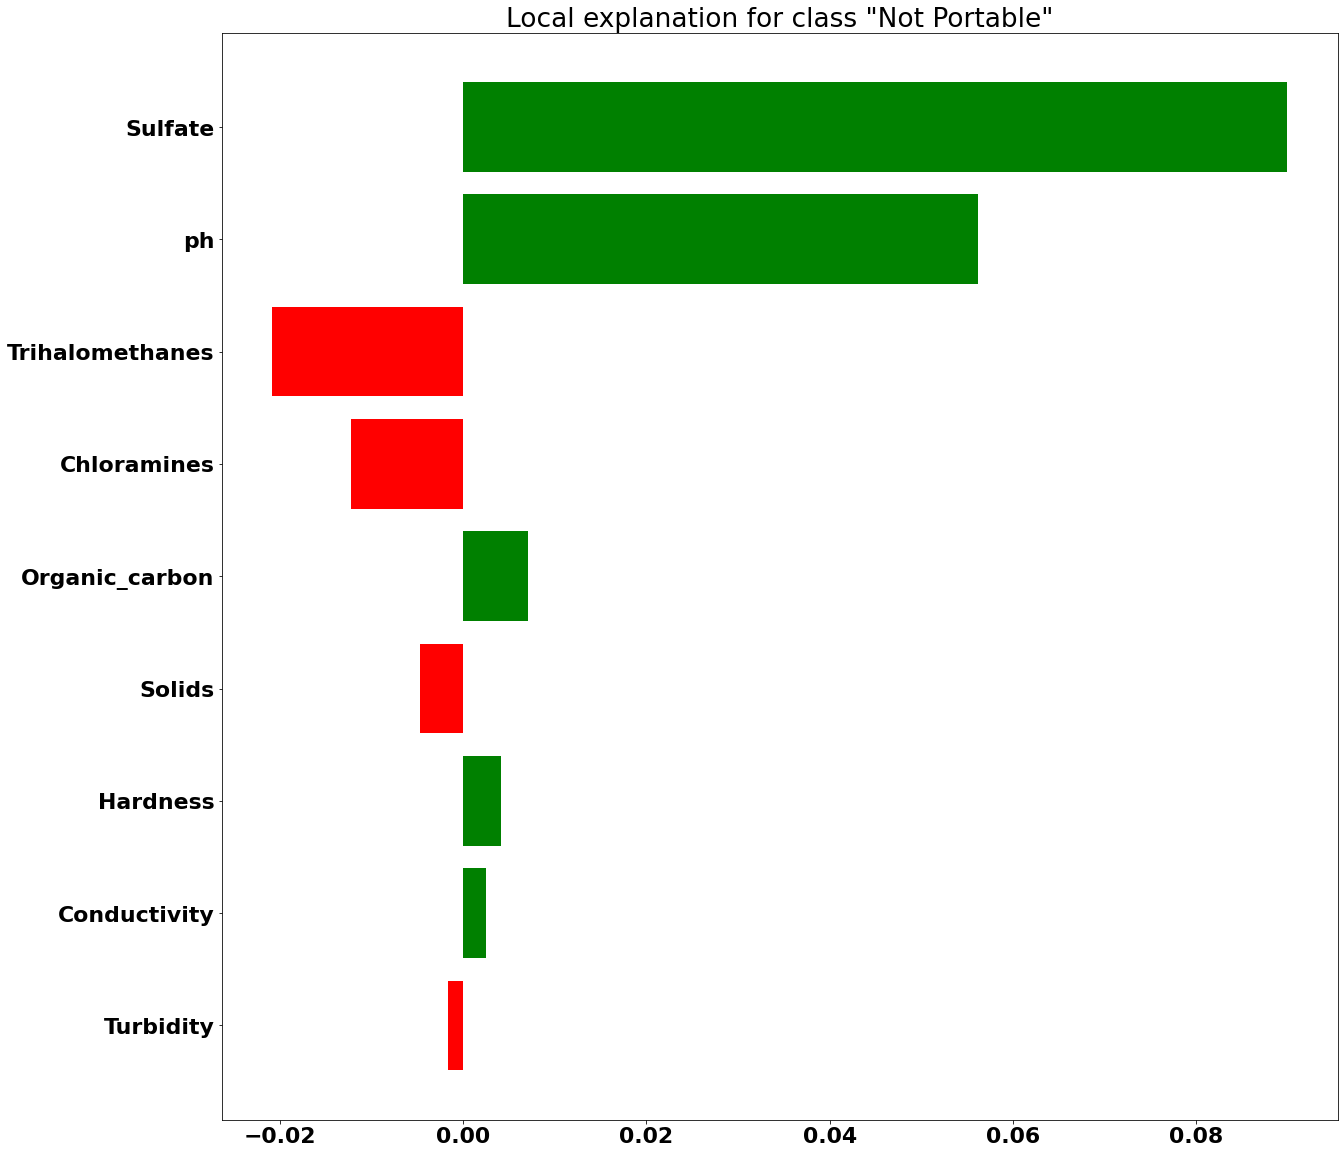 Local explanation for class "Not Portable"
Sulfate
ph
Trihalomethanes
Chloramines
Organic_carbon
Solids
Hardness
Conductivity
Turbidity
−0.02 0.00 0.02 0.04 0.06 0.08